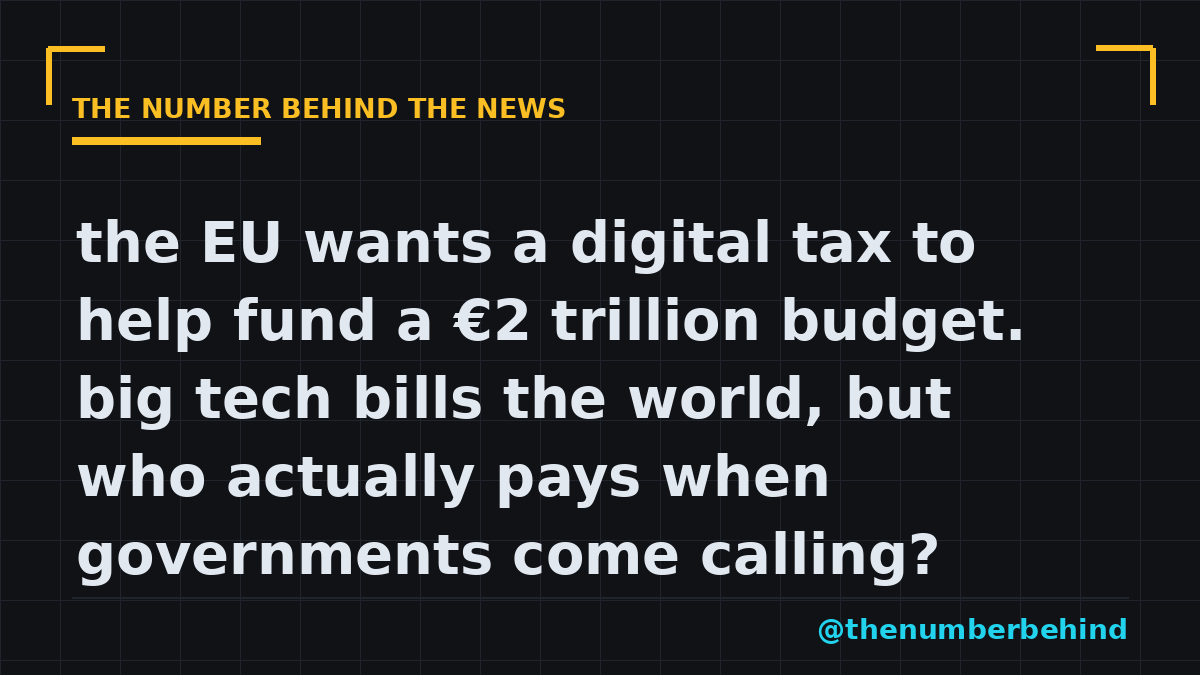 THE NUMBER BEHIND THE NEWS
the EU wants a digital tax to
help fund a €2 trillion budget.
big tech bills the world, but
who actually pays when
governments come calling?
@thenumberbehind